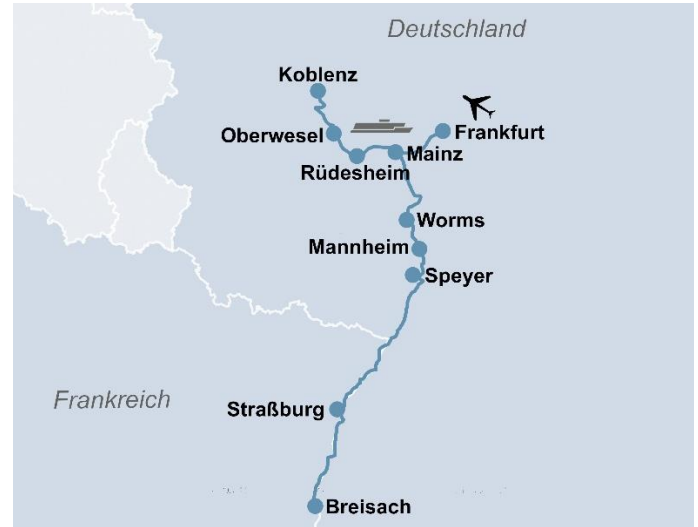 Deutschland
Koblenz
Oberwesel
Frankfurt
Mainz
Rüdesheim
Worms
Mannheim
Speyer
Frankreich
Straßburg
Breisach